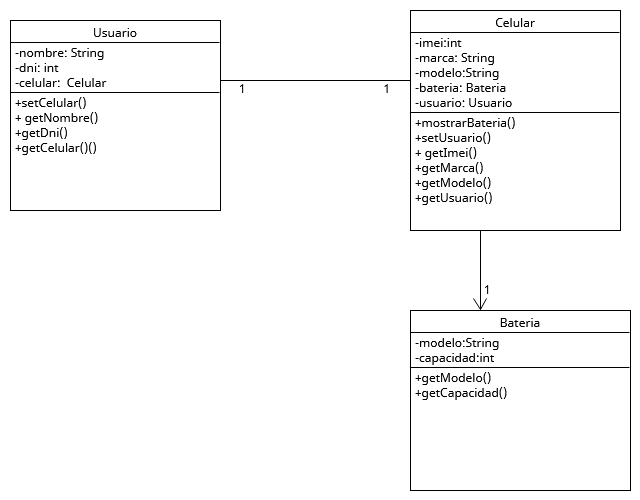 Usuario
-nombre: String
-dni: int
-celular:  Celular
+setCelular()
+ getNombre()
+getDni()
+getCelular()()
1
1
Celular
-imei:int
-marca: String
-modelo:String
-bateria: Bateria
-usuario: Usuario
+mostrarBateria()
+setUsuario()
+ getImei()
+getMarca()
+getModelo()
+getUsuario()
1
Bateria
-modelo:String
-capacidad:int
+getModelo()
+getCapacidad()